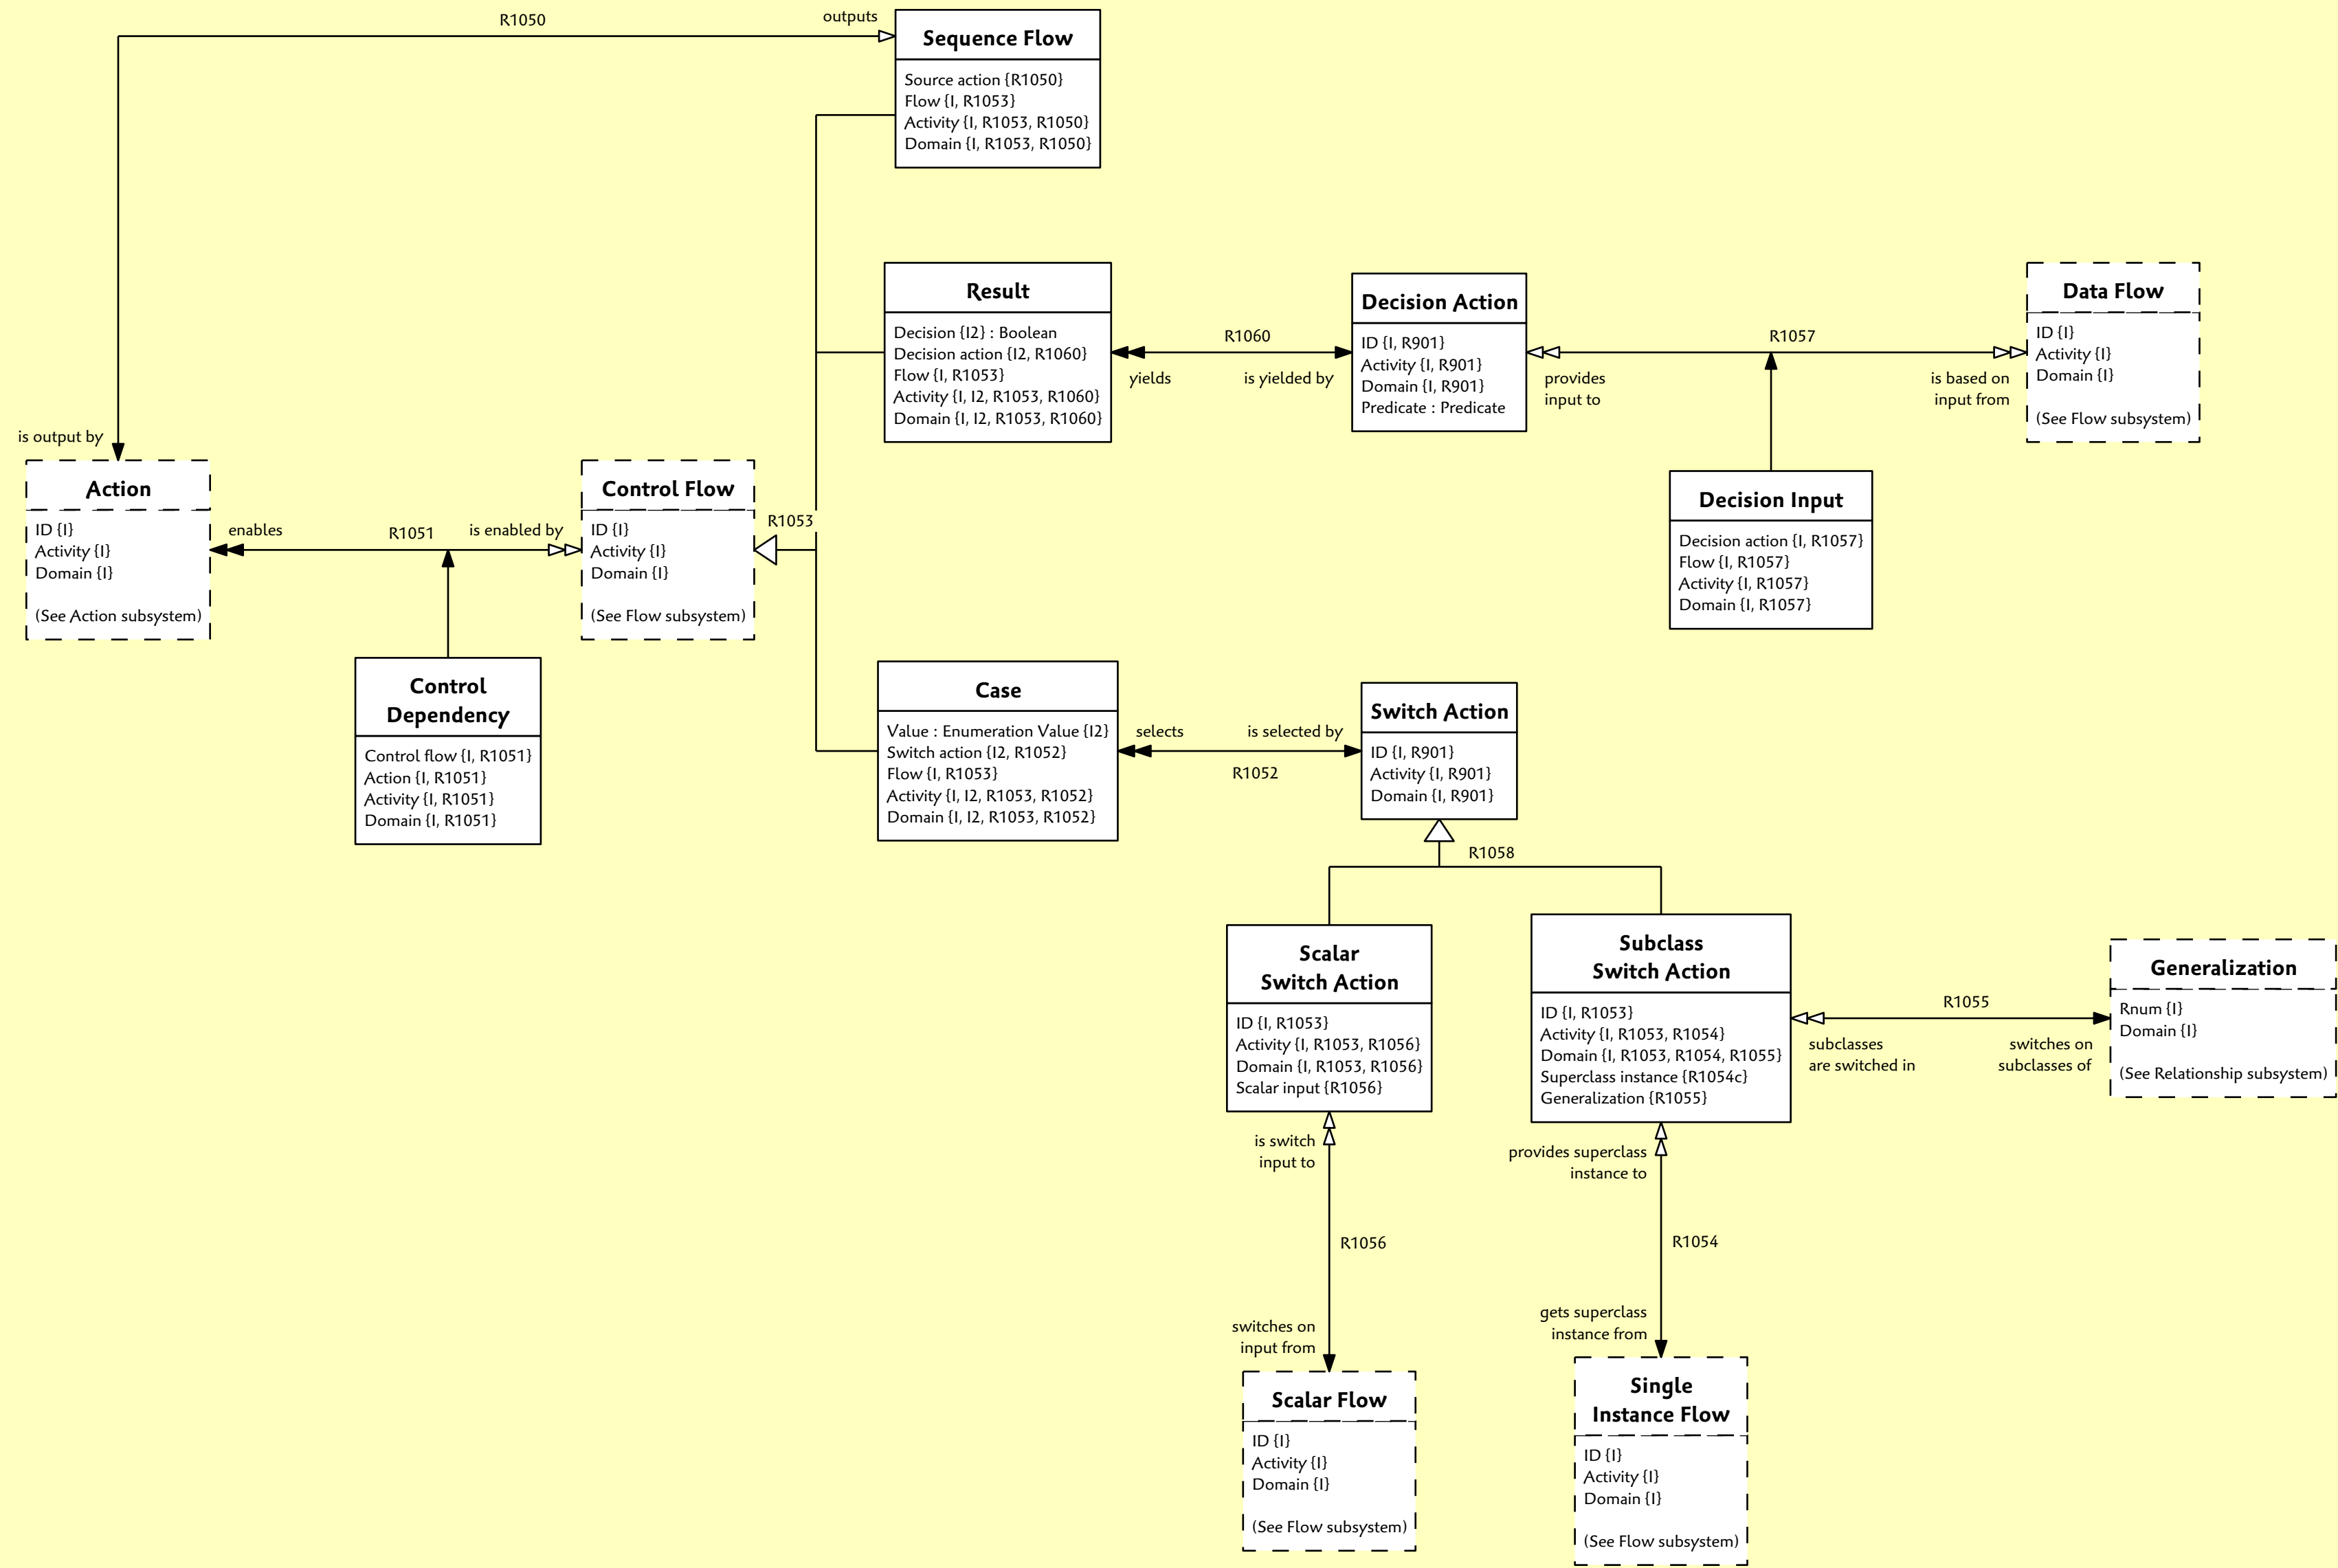 R1050
outputs
Sequence Flow
Source action {R1050}
Flow {I, R1053}
Activity {I, R1053, R1050}
Domain {I, R1053, R1050}
Result
Decision {I2} : Boolean
Decision action {I2, R1060}
Flow {I, R1053}
Activity {I, I2, R1053, R1060}
Domain {I, I2, R1053, R1060}
R1060
yields
is yielded by
Decision Action
ID {I, R901}
Activity {I, R901}
Domain {I, R901}
Predicate : Predicate
R1057
provides
input to
is based on
input from
Data Flow
ID {I}
Activity {I}
Domain {I}
(See Flow subsystem)
is output by
Action
ID {I}
Activity {I}
Domain {I}
(See Action subsystem)
enables
R1051
is enabled by
Control Flow
ID {I}
Activity {I}
Domain {I}
(See Flow subsystem)
R1053
Decision Input
Decision action {I, R1057}
Flow {I, R1057}
Activity {I, R1057}
Domain {I, R1057}
Control
Dependency
Control flow {I, R1051}
Action {I, R1051}
Activity {I, R1051}
Domain {I, R1051}
Case
Value : Enumeration Value {I2}
Switch action {I2, R1052}
Flow {I, R1053}
Activity {I, I2, R1053, R1052}
Domain {I, I2, R1053, R1052}
selects
is selected by
R1052
Switch Action
ID {I, R901}
Activity {I, R901}
Domain {I, R901}
R1058
Scalar
Switch Action
ID {I, R1053}
Activity {I, R1053, R1056}
Domain {I, R1053, R1056}
Scalar input {R1056}
Subclass
Switch Action
ID {I, R1053}
Activity {I, R1053, R1054}
Domain {I, R1053, R1054, R1055}
Superclass instance {R1054c}
Generalization {R1055}
R1055
subclasses
are switched in
switches on
subclasses of
Generalization
Rnum {I}
Domain {I}
(See Relationship subsystem)
is switch
input to
R1056
switches on
input from
provides superclass
instance to
R1054
gets superclass
instance from
Scalar Flow
ID {I}
Activity {I}
Domain {I}
(See Flow subsystem)
Single
Instance Flow
ID {I}
Activity {I}
Domain {I}
(See Flow subsystem)